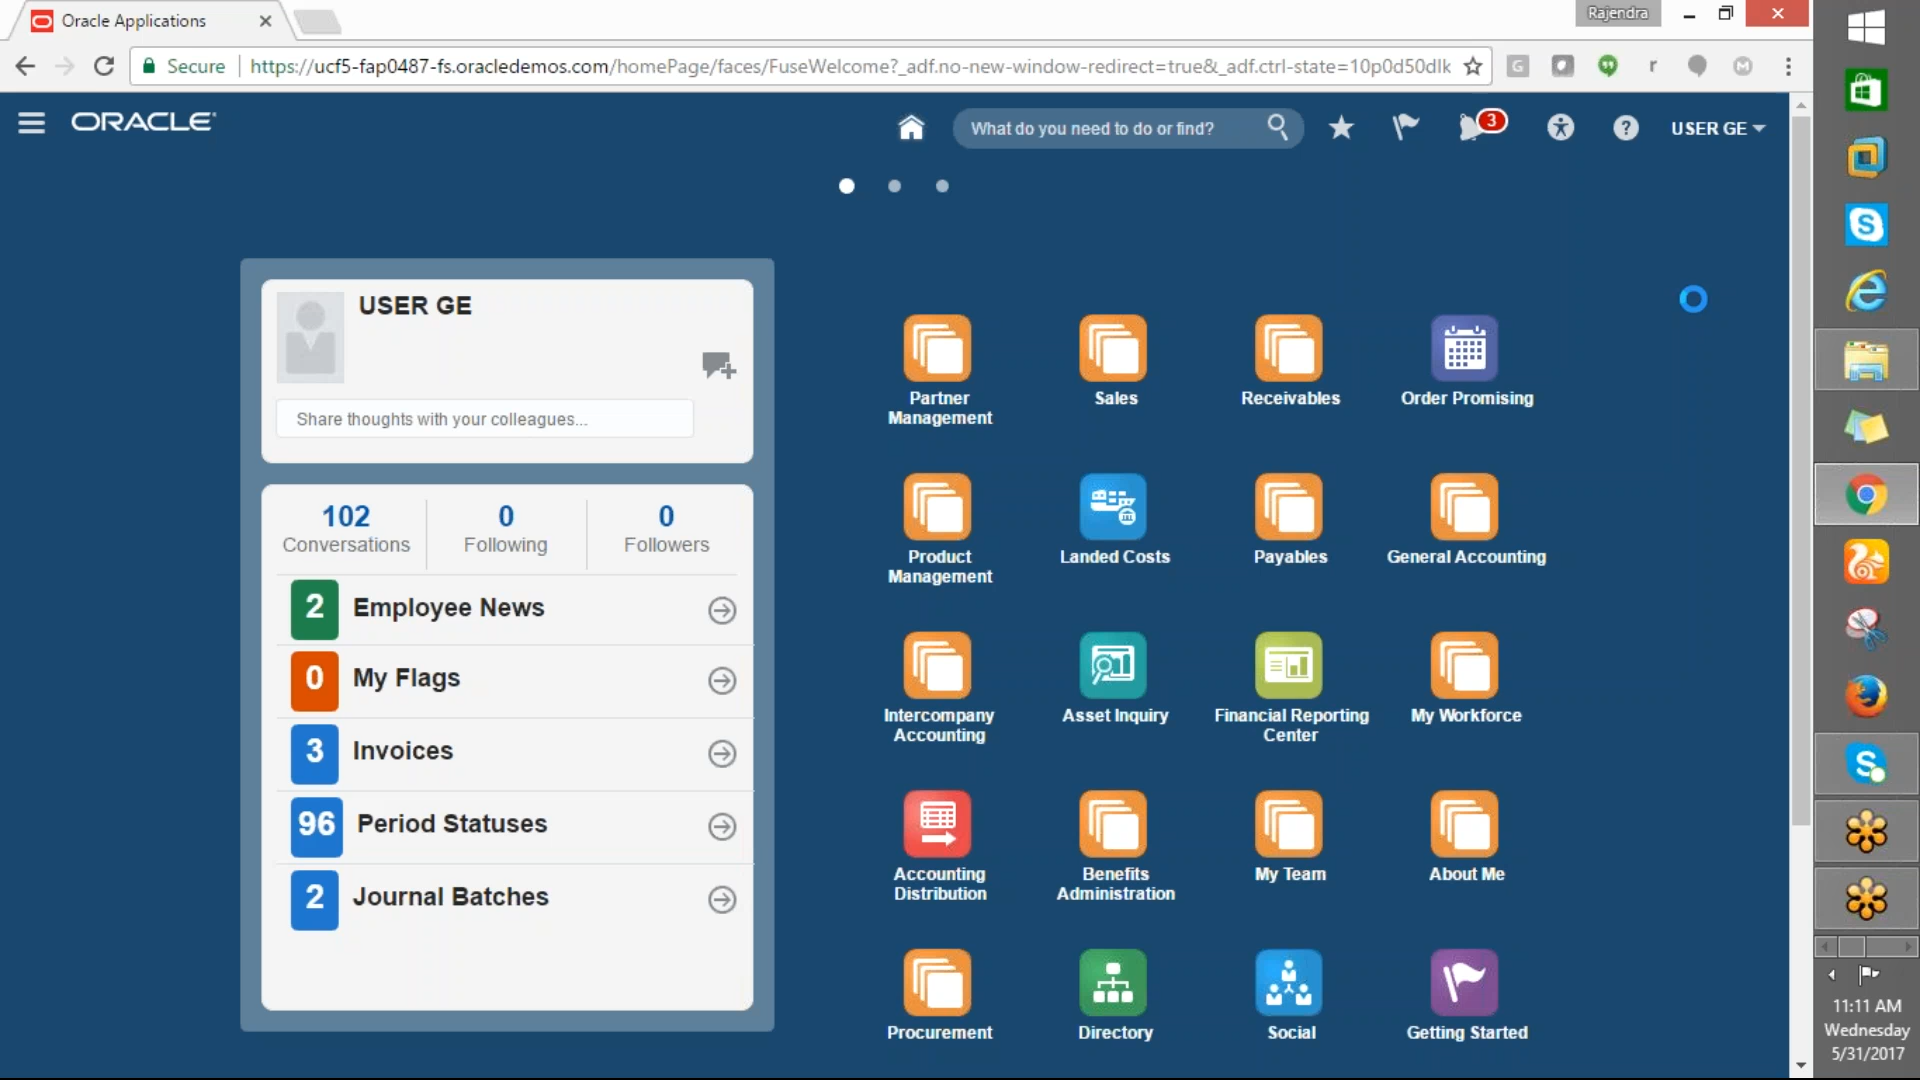 Oracle Applications
Rajendra
Secure
https://ucf5-fap0487-fs.oracledemos.com/homePage/faces/FuseWelcome?_adf.no-new-window-redirect=true&_adf.ctrl-state=10p0d50dlk
G
r
M
ORACLE
What do you need to do or find?
3
?
USER GE
USER GE
Share thoughts with your colleagues...
102 0 0
Conversations Following Followers
2 Employee News
0 My Flags
3 Invoices
96 Period Statuses
2 Journal Batches
Partner
Management
Sales
Receivables
Order Promising
Product
Management
Landed Costs
Payables
General Accounting
Intercompany
Accounting
Asset Inquiry
Financial Reporting
Center
My Workforce
Accounting
Distribution
Benefits
Administration
My Team
About Me
Procurement
Directory
Social
Getting Started
11:11 AM
Wednesday
5/31/2017